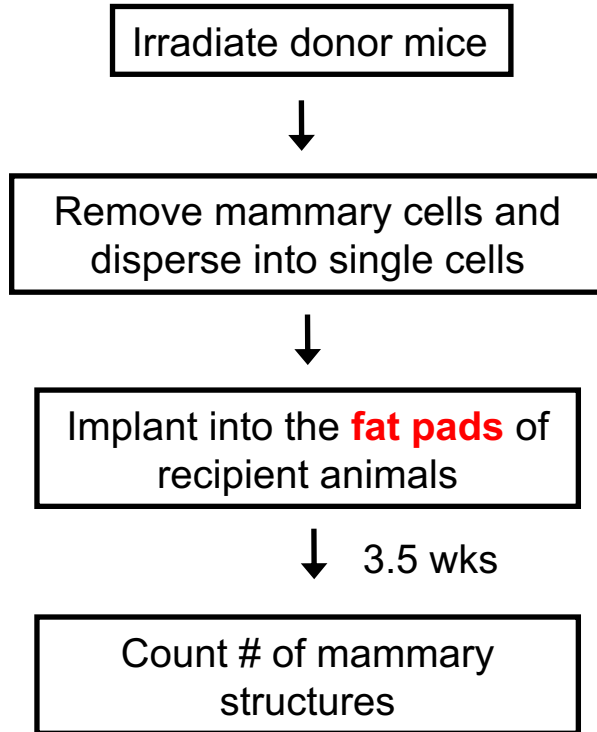 Irradiate donor mice
Remove mammary cells and
disperse into single cells
Implant into the fat pads of
recipient animals
3.5 wks
Count # of mammary
structures